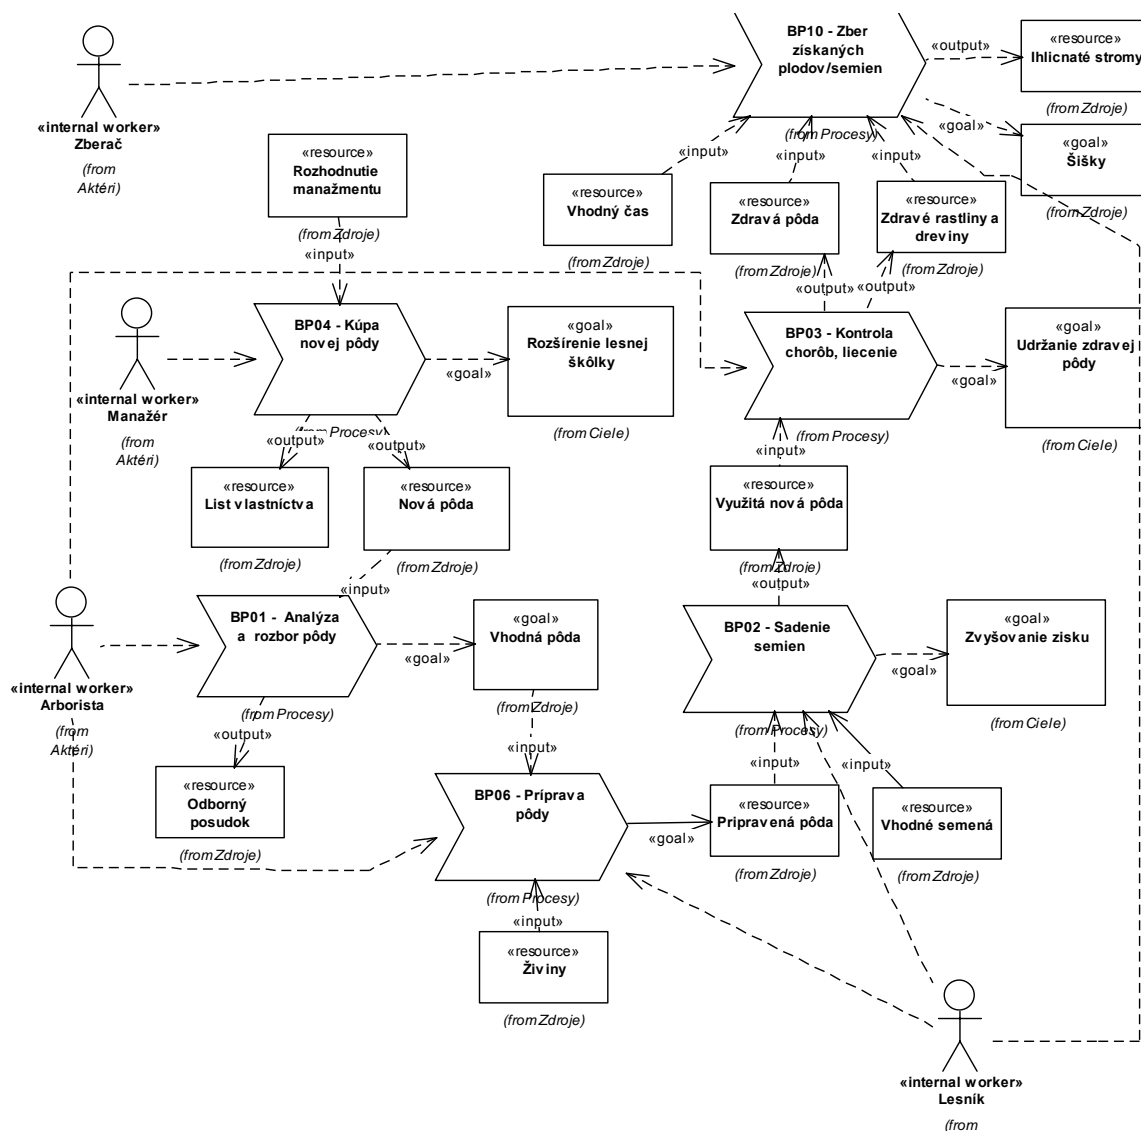 «internal worker»
Zberač
(from
Aktéri)
BP10 - Zber
získaných
plodov/semien
(from Procesy)
«output»
«resource»
Ihlicnaté stromy
(from Zdroje)
«goal»
«goal»
Šišky
(from Zdroje)
«input»
«input»
«input»
«resource»
Rozhodnutie
manažmentu
(from Zdroje)
«input»
«resource»
Vhodný čas
(from Zdroje)
«resource»
Zdravá pôda
(from Zdroje)
«resource»
Zdravé rastliny a
dreviny
(from Zdroje)
«output»
«output»
«internal worker»
Manažér
(from
Aktéri)
BP04 - Kúpa
novej pôdy
(from Procesy)
«goal»
«goal»
Rozšírenie lesnej
škôlky
(from Ciele)
BP03 - Kontrola
chorôb, liecenie
(from Procesy)
«goal»
«goal»
Udržanie zdravej
pôdy
(from Ciele)
«output»
«output»
«input»
«resource»
List vlastníctva
(from Zdroje)
«resource»
Nová pôda
(from Zdroje)
«input»
«resource»
Využitá nová pôda
(from Zdroje)
«output»
«internal worker»
Arborista
(from
Aktéri)
BP01 - Analýza
a rozbor pôdy
(from Procesy)
«goal»
«goal»
Vhodná pôda
(from Zdroje)
«input»
BP02 - Sadenie
semien
(from Procesy)
«goal»
«goal»
Zvyšovanie zisku
(from Ciele)
«output»
«resource»
Odborný
posudok
(from Zdroje)
BP06 - Príprava
pôdy
(from Procesy)
«goal»
«input»
«input»
«resource»
Pripravená pôda
(from Zdroje)
«resource»
Vhodné semená
(from Zdroje)
«input»
«resource»
Živiny
(from Zdroje)
«internal worker»
Lesník
(from